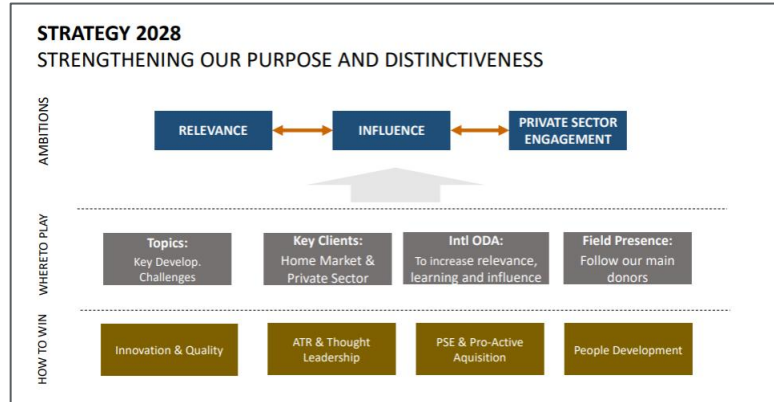 STRATEGY 2028
STRENGTHENING OUR PURPOSE AND DISTINCTIVENESS
AMBITIONS
RELEVANCE
INFLUENCE
PRIVATE SECTOR
ENGAGEMENT
WHERETO PLAY
Topics:
Key Develop.
Challenges
Key Clients:
Home Market &
Private Sector
Intl ODA:
To increase relevance,
learning and influence
Field Presence:
Follow our main
donors
HOW TO WIN
Innovation & Quality
ATR & Thought
Leadership
PSE & Pro-Active
Aquisition
People Development